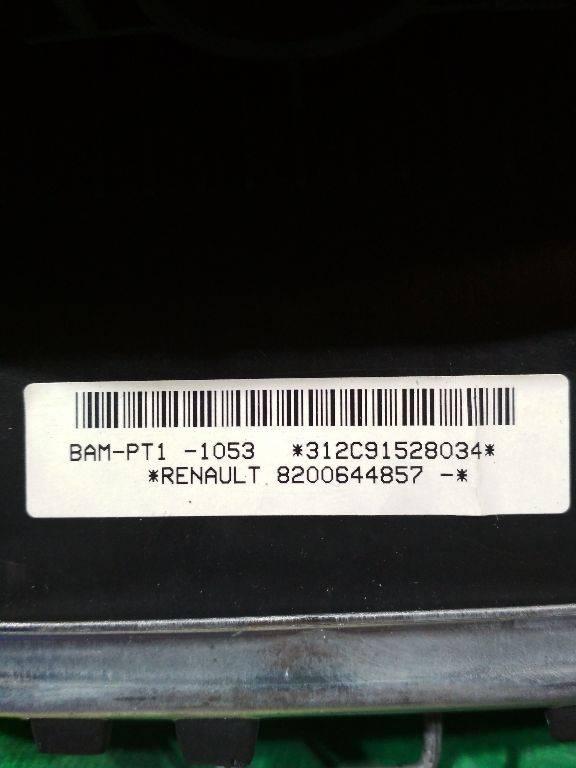 BAM-PT1 -1053 *312C91528034*
*RENAULT 8200644857 -*